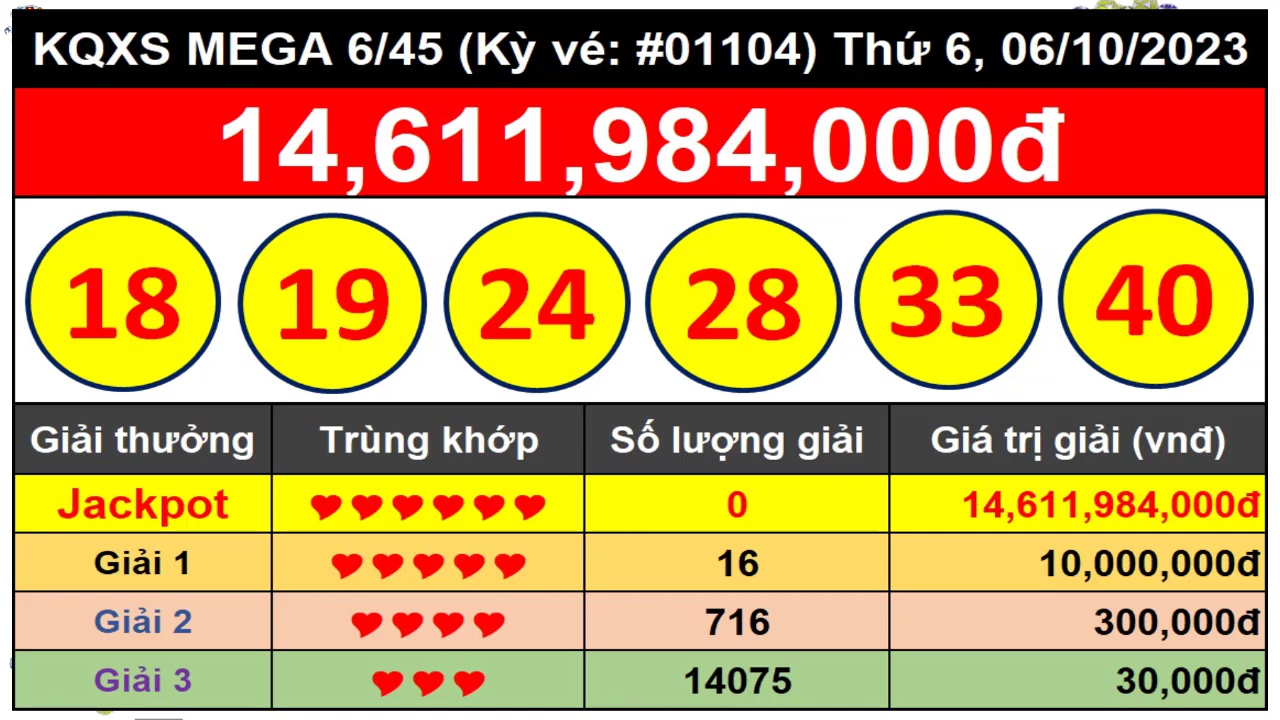 KQXS MEGA 6/45 (Kỳ vé: #01104) Thứ 6, 06/10/2023
14,611,984,000đ
18 19 24 28 33 40
Giải thưởng Trùng khớp Số lượng giải Giá trị giải (vnđ)
Jackpot 0 14,611,984,000đ
Giải 1 16 10,000,000đ
Giải 2 716 300,000đ
Giải 3 14075 30,000đ